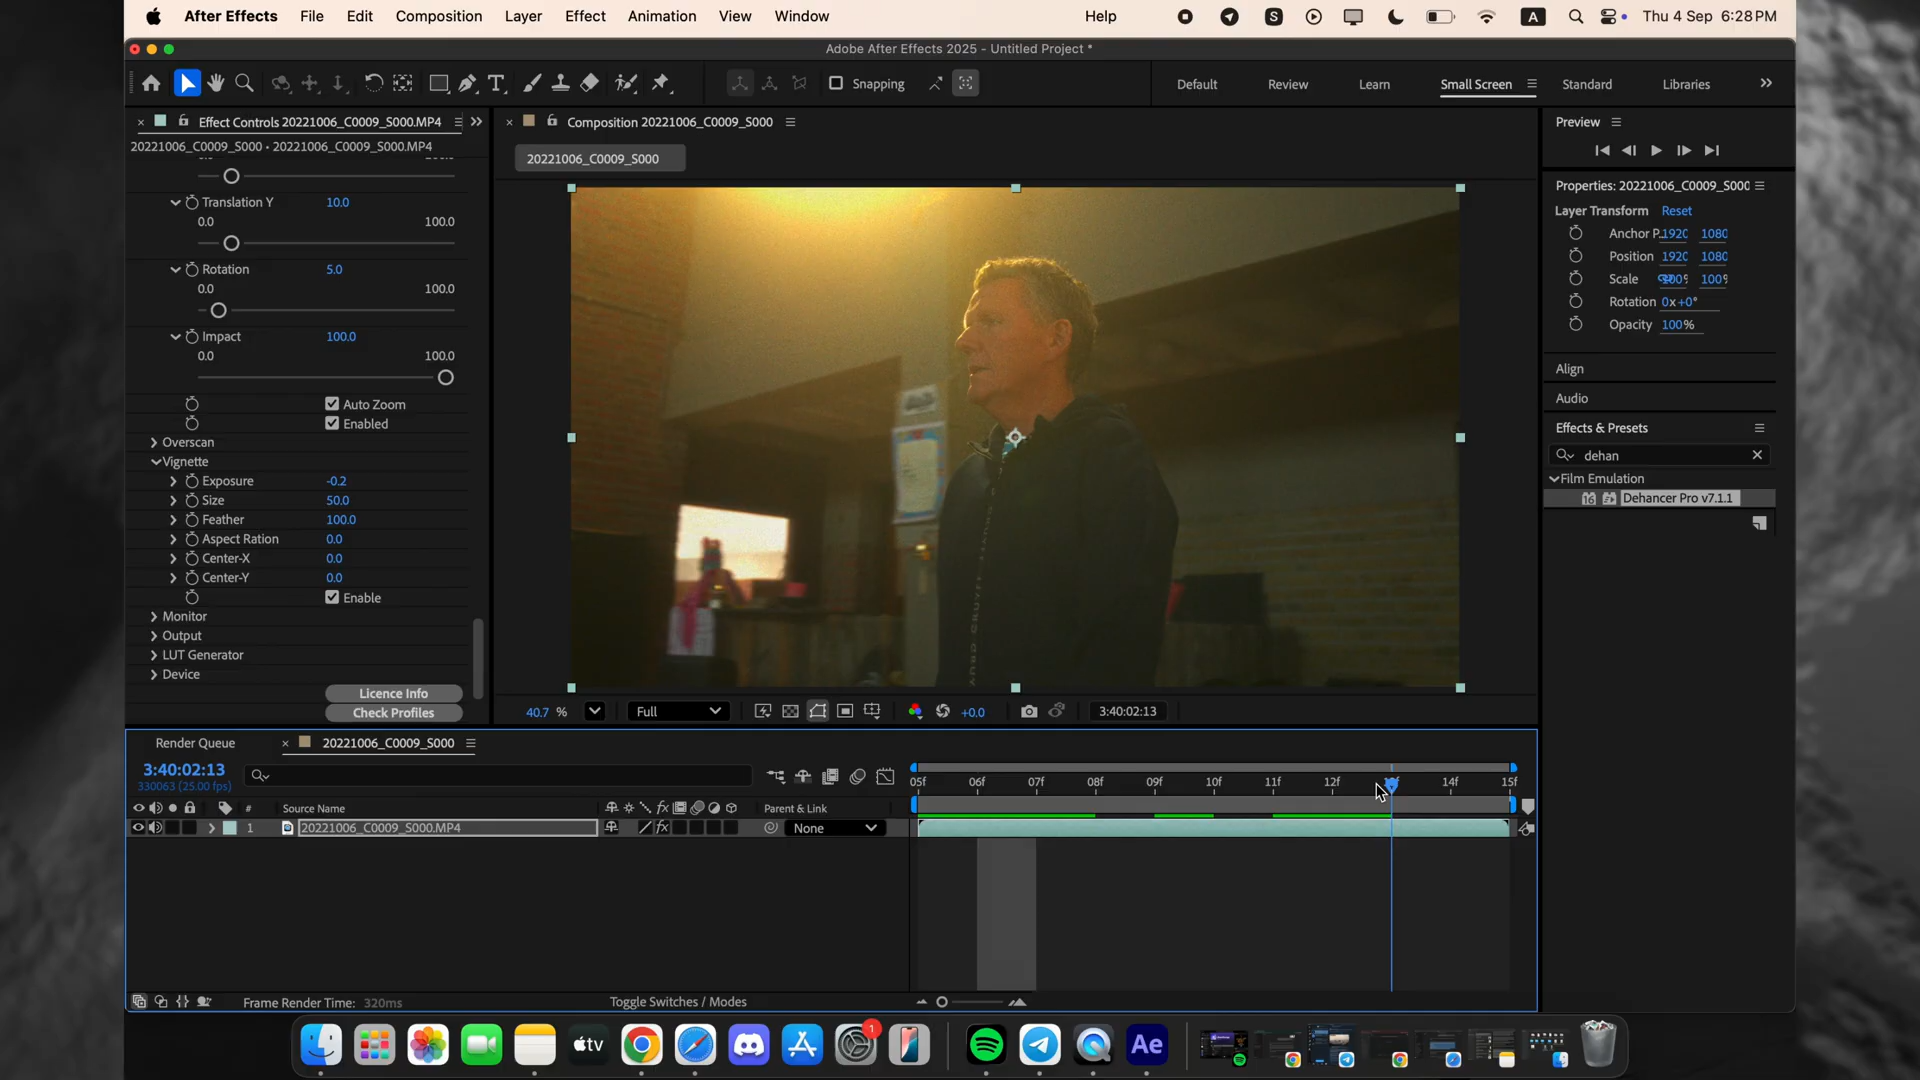 After Effects File Edit Composition Layer Effect Animation View Window Help S A Thu 4 Sep 6:28 PM
Adobe After Effects 2025 - Untitled Project *
Snapping Default Review Learn Small Screen Standard Libraries
Effect Controls 20221006_C0009_S000.MP4
20221006_C0009_S000 • 20221006_C0009_S000.MP4
Translation Y 10.0
0.0 100.0
Rotation 5.0
0.0 100.0
Impact 100.0
0.0 100.0
Auto Zoom
Enabled
Overscan
Vignette
Exposure -0.2
Size 50.0
Feather 100.0
Aspect Ration 0.0
Center-X 0.0
Center-Y 0.0
Enable
Monitor
Output
LUT Generator
Device
Licence Info
Check Profiles
Composition 20221006_C0009_S000
20221006_C0009_S000
40.7 % Full +0.0 3:40:02:13
Preview
Properties: 20221006_C0009_S000
Layer Transform Reset
Anchor P.. 1920 1080
Position 1920 1080
Scale 100% 100%
Rotation 0x+0°
Opacity 100%
Align
Audio
Effects & Presets
dehan
Film Emulation
16 Dehancer Pro v7.1.1
Render Queue 20221006_C0009_S000
3:40:02:13
330063 (25.00 fps)
05f 06f 07f 08f 09f 10f 11f 12f 14f 15f
# Source Name fx Parent & Link
1 20221006_C0009_S000.MP4 fx None
Frame Render Time: 320ms Toggle Switches / Modes
tv 1 Ae